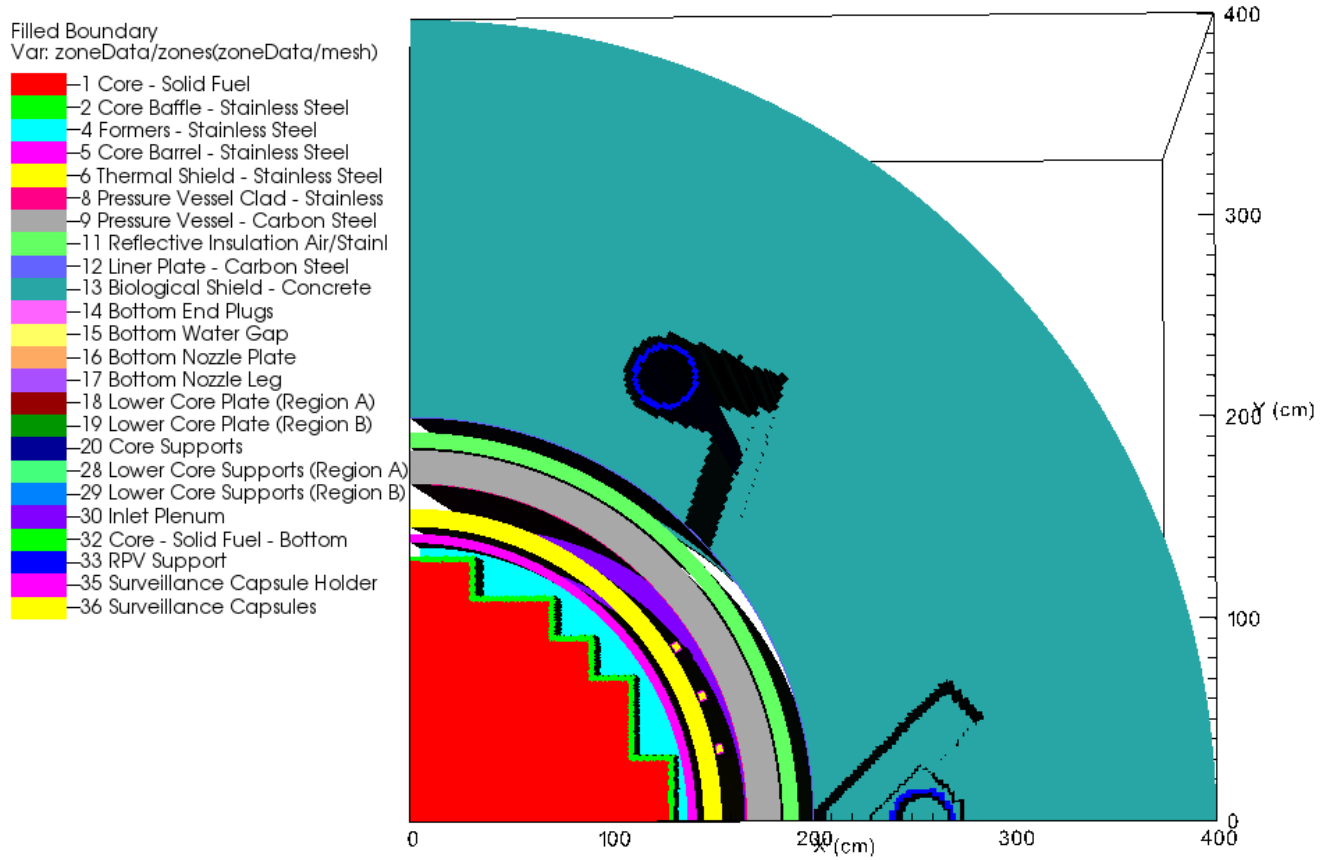 Filled Boundary
Var: zoneData/zones(zoneData/mesh)
1 Core - Solid Fuel
2 Core Baffle - Stainless Steel
4 Formers - Stainless Steel
5 Core Barrel - Stainless Steel
6 Thermal Shield - Stainless Steel
8 Pressure Vessel Clad - Stainless
9 Pressure Vessel - Carbon Steel
11 Reflective Insulation Air/Stainl
12 Liner Plate - Carbon Steel
13 Biological Shield - Concrete
14 Bottom End Plugs
15 Bottom Water Gap
16 Bottom Nozzle Plate
17 Bottom Nozzle Leg
18 Lower Core Plate (Region A)
19 Lower Core Plate (Region B)
20 Core Supports
28 Lower Core Supports (Region A)
29 Lower Core Supports (Region B)
30 Inlet Plenum
32 Core - Solid Fuel - Bottom
33 RPV Support
35 Surveillance Capsule Holder
36 Surveillance Capsules
400
300
200
Y (cm)
100
0
0
100
200
300
400
X (cm)